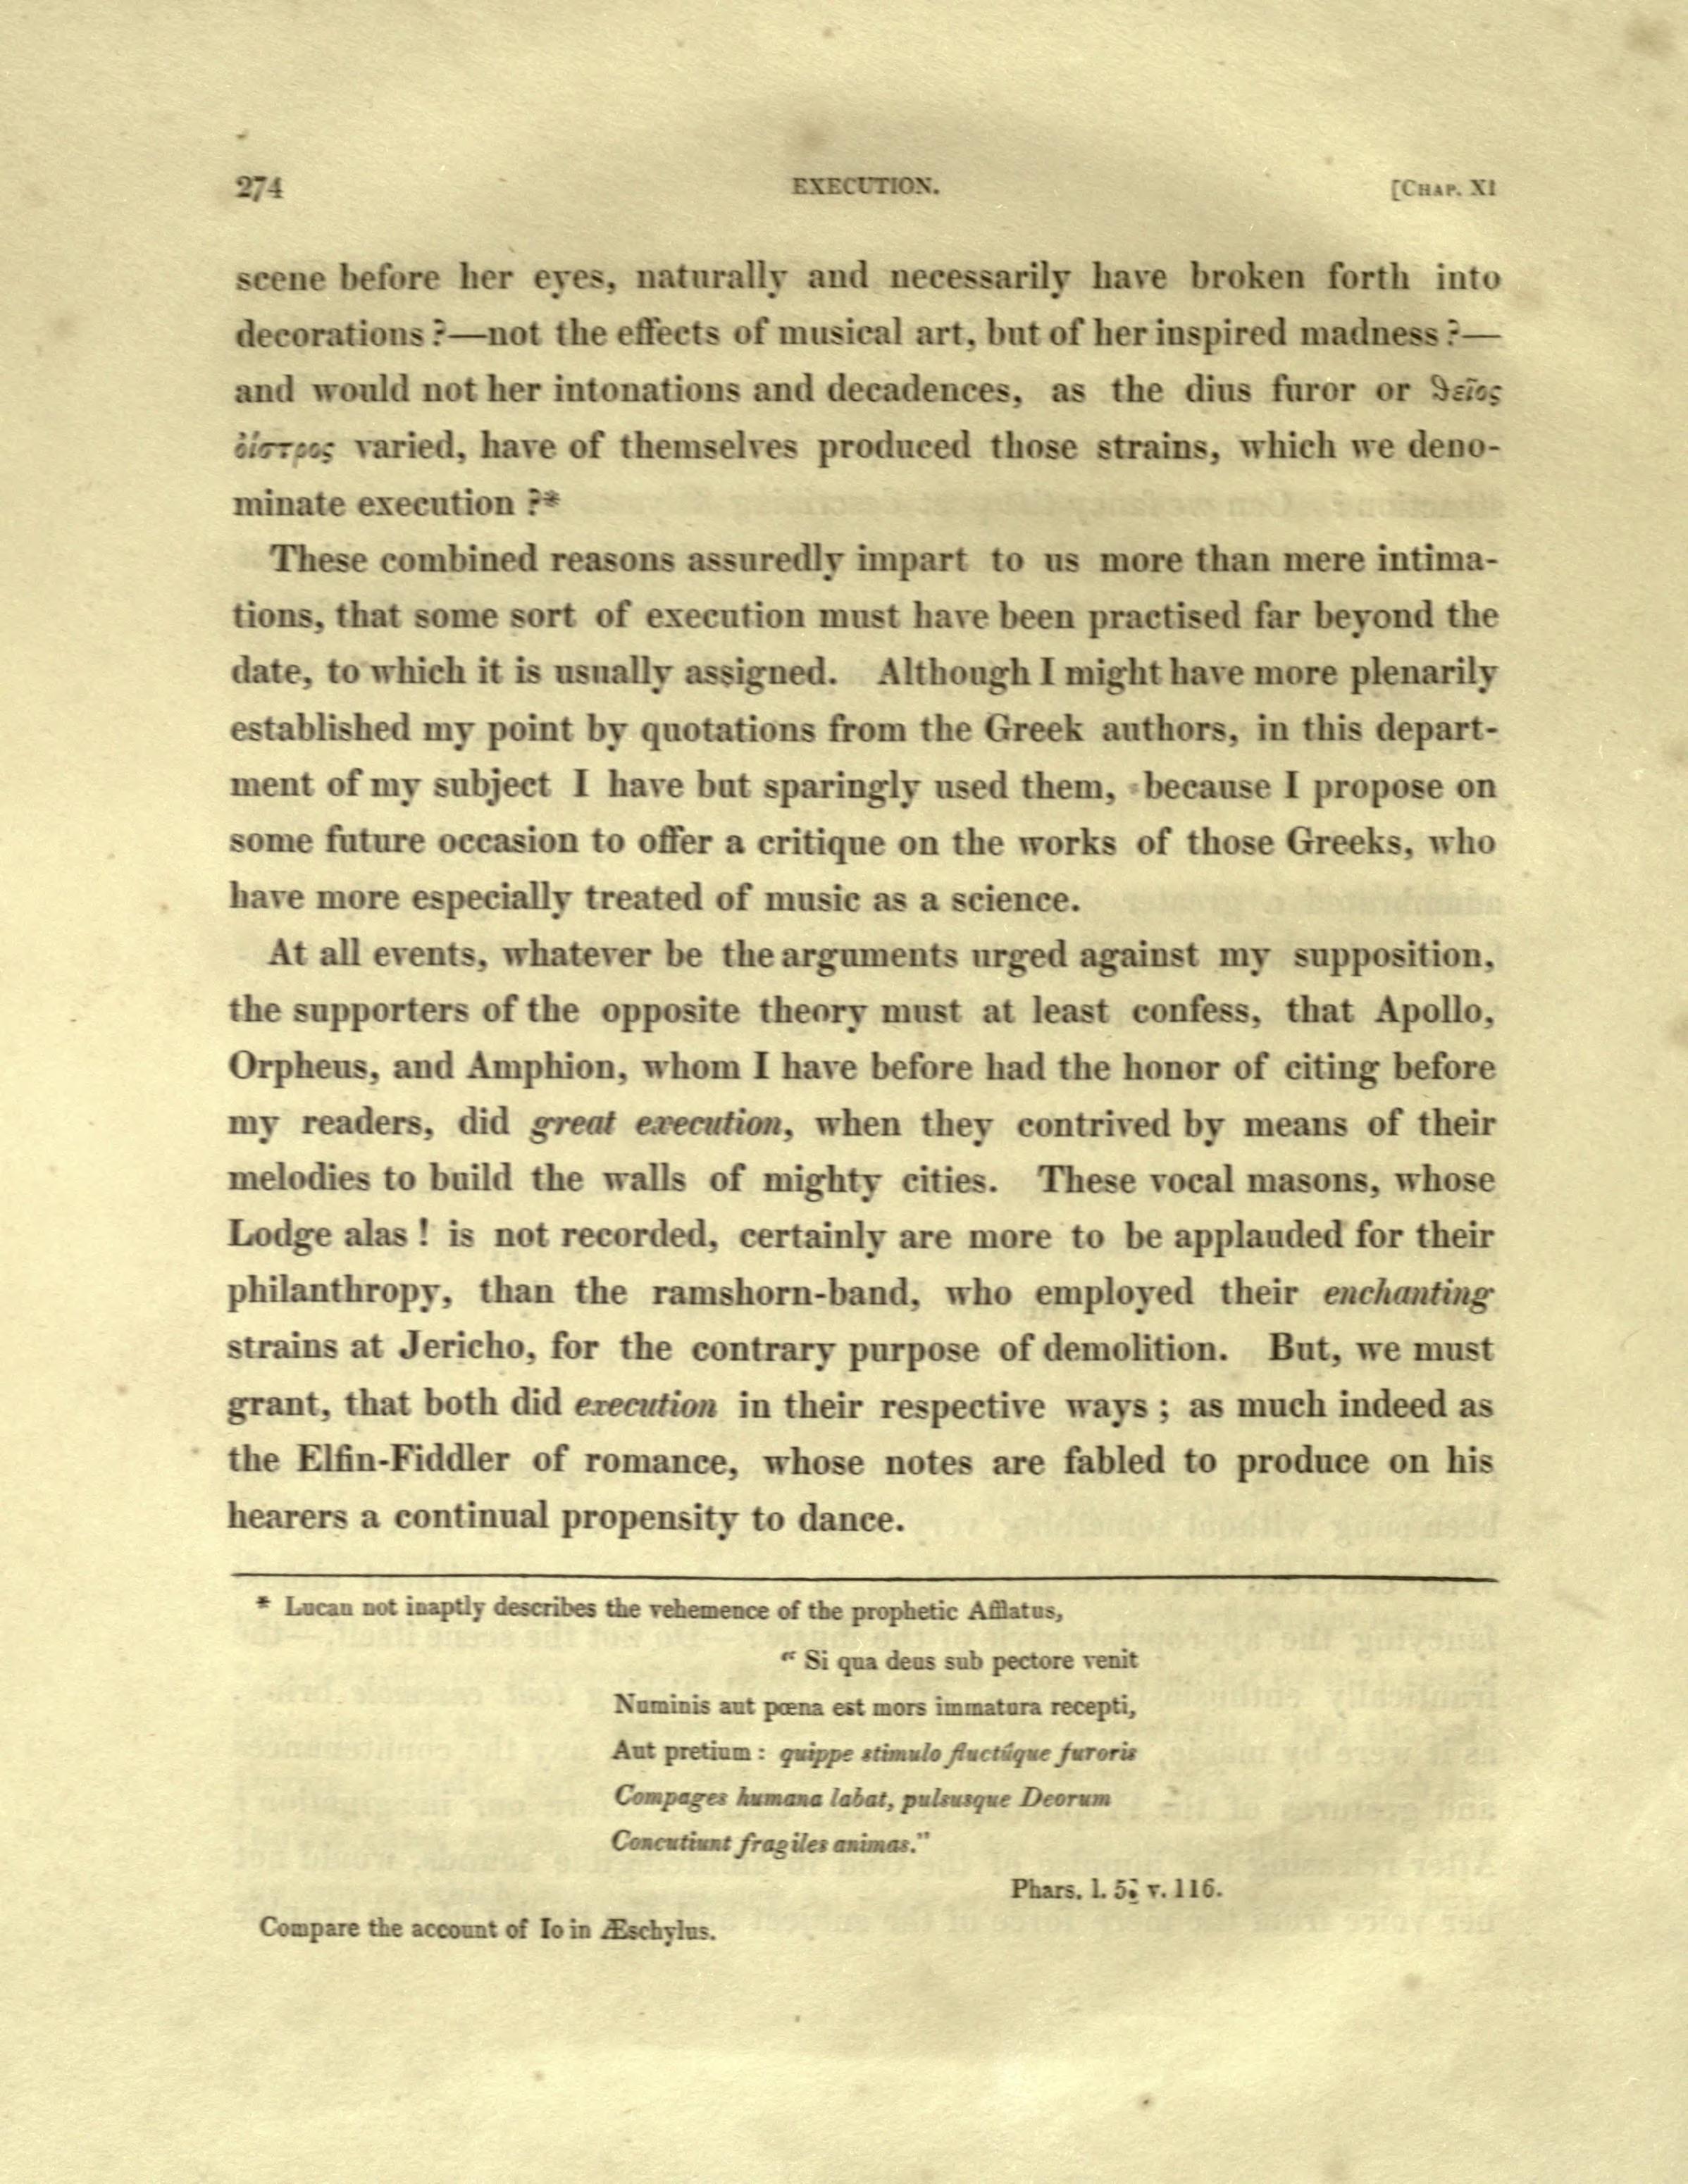 274 EXECUTION. [CHAP. XI
scene before her eyes, naturally and necessarily have broken forth into
decorations ?—not the effects of musical art, but of her inspired madness ?—
and would not her intonations and decadences, as the dius furor or ϑεῖος
ὀίστρος varied, have of themselves produced those strains, which we deno-
minate execution ?*
These combined reasons assuredly impart to us more than mere intima-
tions, that some sort of execution must have been practised far beyond the
date, to which it is usually assigned. Although I might have more plenarily
established my point by quotations from the Greek authors, in this depart-
ment of my subject I have but sparingly used them, because I propose on
some future occasion to offer a critique on the works of those Greeks, who
have more especially treated of music as a science.
At all events, whatever be the arguments urged against my supposition,
the supporters of the opposite theory must at least confess, that Apollo,
Orpheus, and Amphion, whom I have before had the honor of citing before
my readers, did great execution, when they contrived by means of their
melodies to build the walls of mighty cities. These vocal masons, whose
Lodge alas ! is not recorded, certainly are more to be applauded for their
philanthropy, than the ramshorn-band, who employed their enchanting
strains at Jericho, for the contrary purpose of demolition. But, we must
grant, that both did execution in their respective ways ; as much indeed as
the Elfin-Fiddler of romance, whose notes are fabled to produce on his
hearers a continual propensity to dance.
* Lucan not inaptly describes the vehemence of the prophetic Afflatus,
“ Si qua deus sub pectore venit
Numinis aut pœna est mors immatura recepti,
Aut pretium : quippe stimulo fluctûque furoris
Compages humana labat, pulsusque Deorum
Concutiunt fragiles animas."
Phars. l. 5; v. 116.
Compare the account of Io in Æschylus.